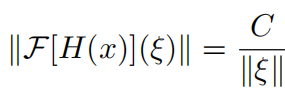 ‖ℱ[H(x)](ξ)‖ = C / ‖ξ‖